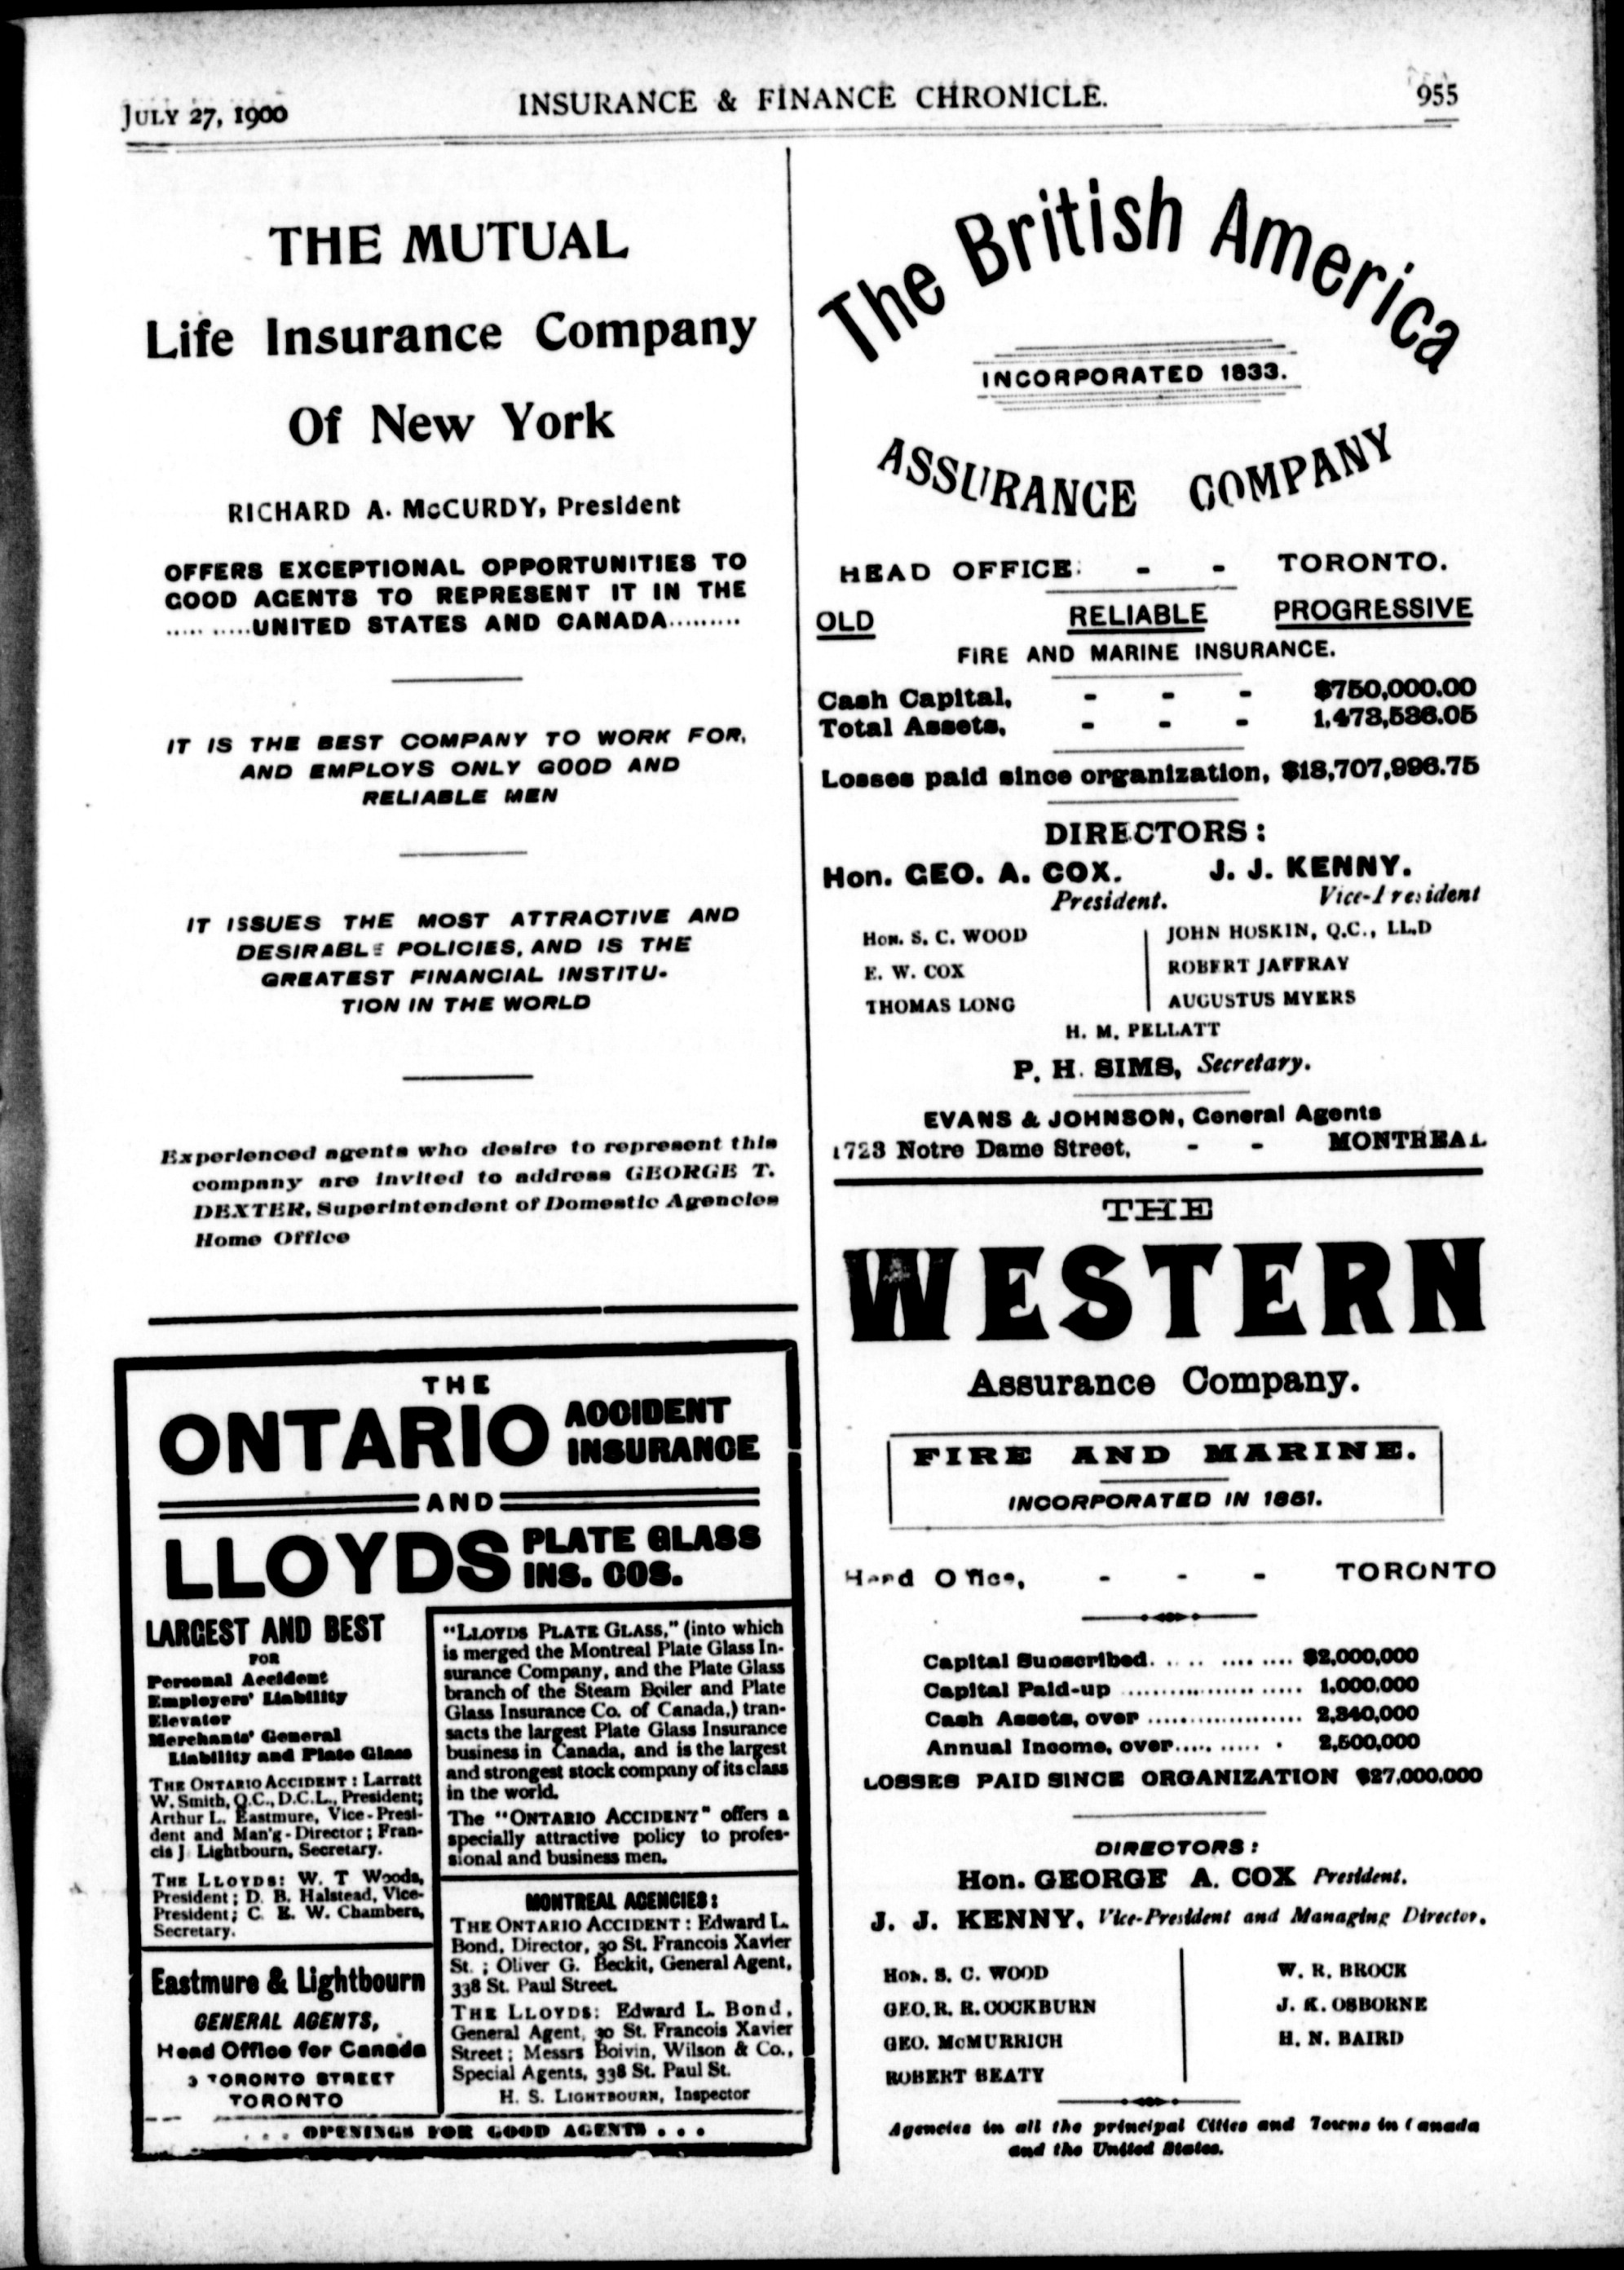 JULY 27, 1900
INSURANCE & FINANCE CHRONICLE.
955
THE MUTUAL
Life Insurance Company
Of New York
RICHARD A. McCURDY, President
OFFERS EXCEPTIONAL OPPORTUNITIES TO
GOOD AGENTS TO REPRESENT IT IN THE
..... .....UNITED STATES AND CANADA.........
IT IS THE BEST COMPANY TO WORK FOR,
AND EMPLOYS ONLY GOOD AND
RELIABLE MEN
IT ISSUES THE MOST ATTRACTIVE AND
DESIRABLE POLICIES, AND IS THE
GREATEST FINANCIAL INSTITU-
TION IN THE WORLD
Experienced agents who desire to represent this
company are invited to address GEORGE T.
DEXTER, Superintendent of Domestic Agencies
Home Office
THE
ONTARIO ACCIDENT
INSURANCE
AND
LLOYDS PLATE GLASS
INS. COS.
LARGEST AND BEST
FOR
Personal Accident
Employers' Liability
Elevator
Merchants' General
Liability and Plate Glass
THE ONTARIO ACCIDENT : Larratt
W. Smith, Q.C., D.C.L., President;
Arthur L. Eastmure, Vice-Presi-
dent and Man'g-Director; Fran-
cis J Lightbourn, Secretary.
THE LLOYDS: W. T Woods,
President; D. B. Halstead, Vice-
President; C. E. W. Chambers,
Secretary.
Eastmure & Lightbourn
GENERAL AGENTS,
Head Office for Canada
3 TORONTO STREET
TORONTO
"LLOYDS PLATE GLASS," (into which
is merged the Montreal Plate Glass In-
surance Company, and the Plate Glass
branch of the Steam Boiler and Plate
Glass Insurance Co. of Canada,) tran-
sacts the largest Plate Glass Insurance
business in Canada, and is the largest
and strongest stock company of its class
in the world.
The "ONTARIO ACCIDENT" offers a
specially attractive policy to profes-
sional and business men.
MONTREAL AGENCIES:
THE ONTARIO ACCIDENT : Edward L.
Bond, Director, 30 St. Francois Xavier
St. ; Oliver G. Beckit, General Agent,
338 St. Paul Street.
THE LLOYDS: Edward L. Bond,
General Agent, 30 St. Francois Xavier
Street; Messrs Boivin, Wilson & Co.,
Special Agents, 338 St. Paul St.
H. S. LIGHTBOURN, Inspector
. . . OPENINGS FOR GOOD AGENTS . . .
The British America
INCORPORATED 1833.
ASSURANCE COMPANY
HEAD OFFICE: - - TORONTO.
OLD RELIABLE PROGRESSIVE
FIRE AND MARINE INSURANCE.
Cash Capital, - - - $750,000.00
Total Assets, - - - 1,473,536.05
Losses paid since organization, $18,707,996.75
DIRECTORS:
Hon. GEO. A. COX. J. J. KENNY.
President. Vice-President
HON. S. C. WOOD
E. W. COX
THOMAS LONG
JOHN HOSKIN, Q.C., LL.D
ROBERT JAFFRAY
AUGUSTUS MYERS
H. M. PELLATT
P. H. SIMS, Secretary.
EVANS & JOHNSON, General Agents
1723 Notre Dame Street, - - MONTREAL
THE
WESTERN
Assurance Company.
FIRE AND MARINE.
INCORPORATED IN 1851.
Head Office, - - - TORONTO
Capital Subscribed. . .. .... .... $2,000,000
Capital Paid-up ..................... 1,000,000
Cash Assets, over ................... 2,340,000
Annual Income, over..... ..... . 2,500,000
LOSSES PAID SINCE ORGANIZATION $27,000,000
DIRECTORS:
Hon. GEORGE A. COX President.
J. J. KENNY, Vice-President and Managing Director.
HON. S. C. WOOD
GEO. R. R. COCKBURN
GEO. McMURRICH
ROBERT BEATY
W. R. BROCK
J. K. OSBORNE
H. N. BAIRD
Agencies in all the principal Cities and Towns in Canada
and the United States.